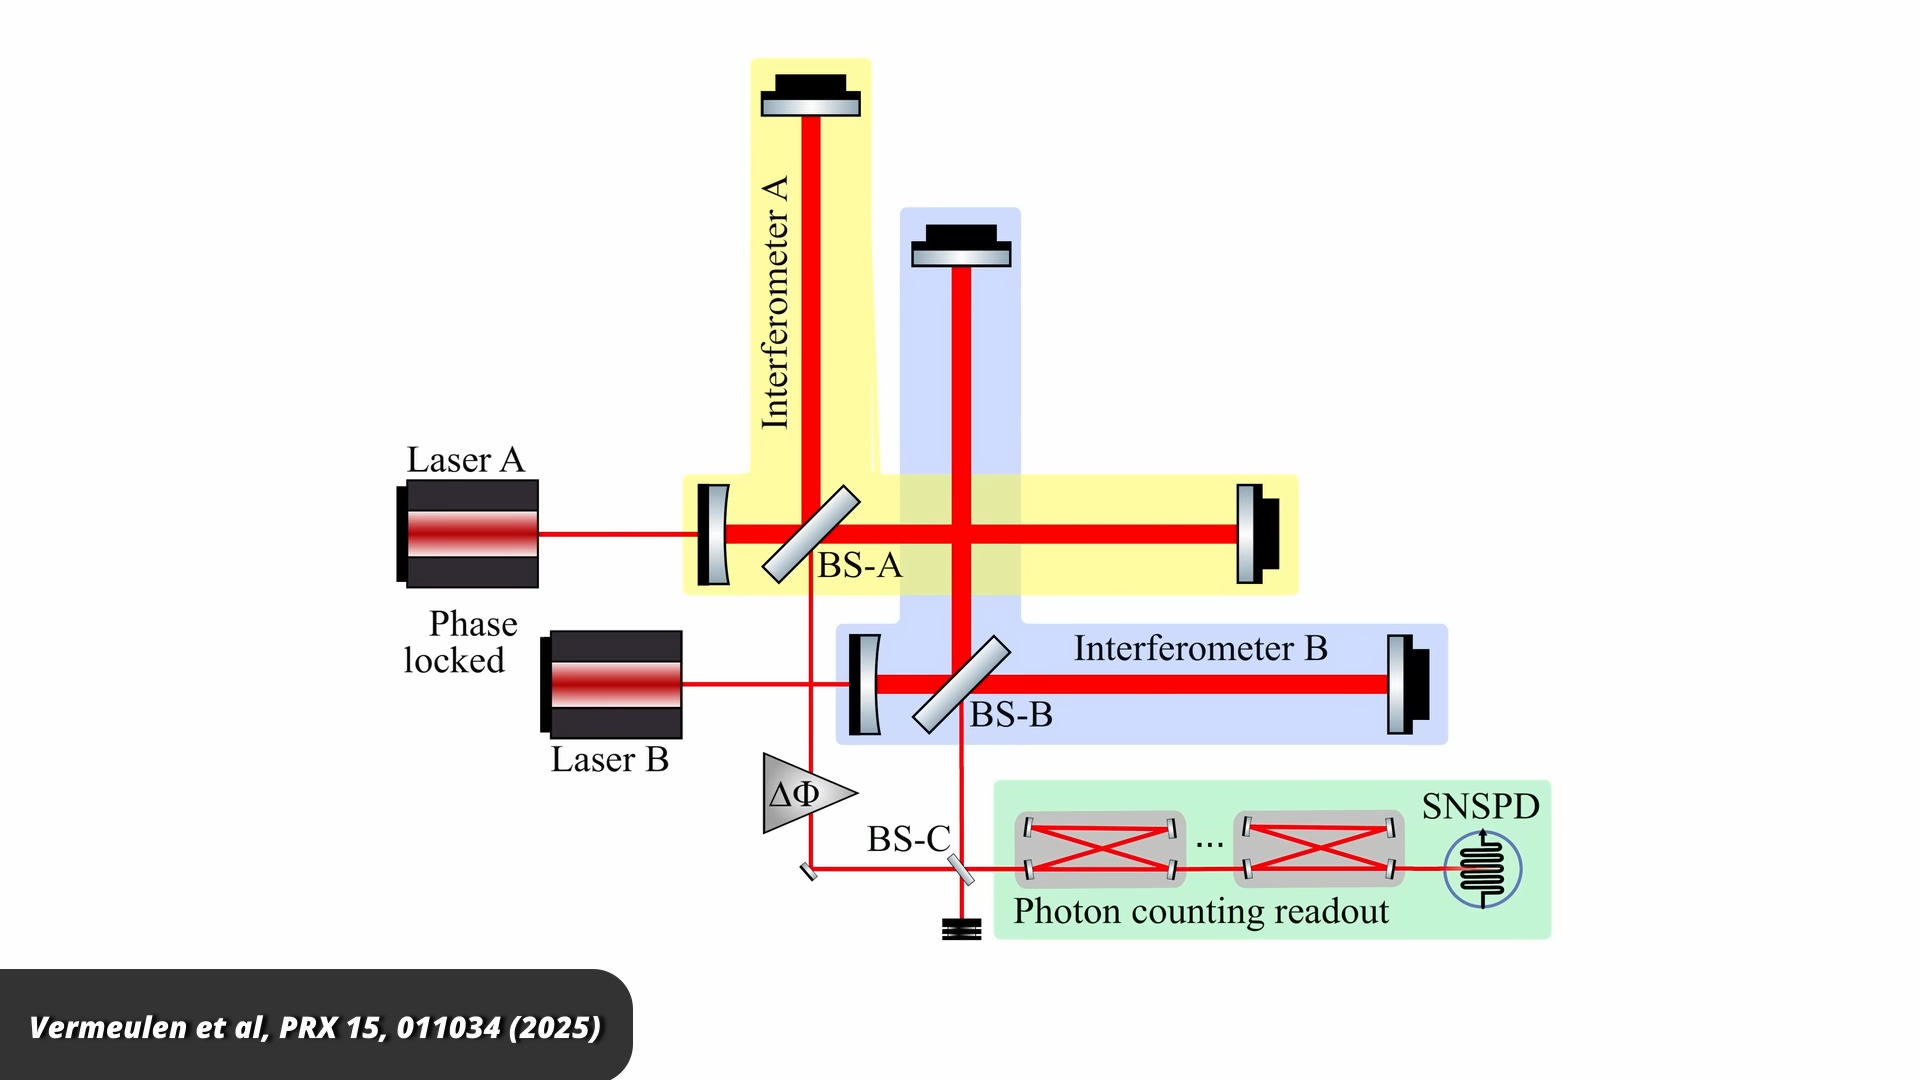 Interferometer A
Laser A
BS-A
Phase
locked
Interferometer B
BS-B
Laser B
ΔΦ
SNSPD
BS-C
...
Photon counting readout
Vermeulen et al, PRX 15, 011034 (2025)